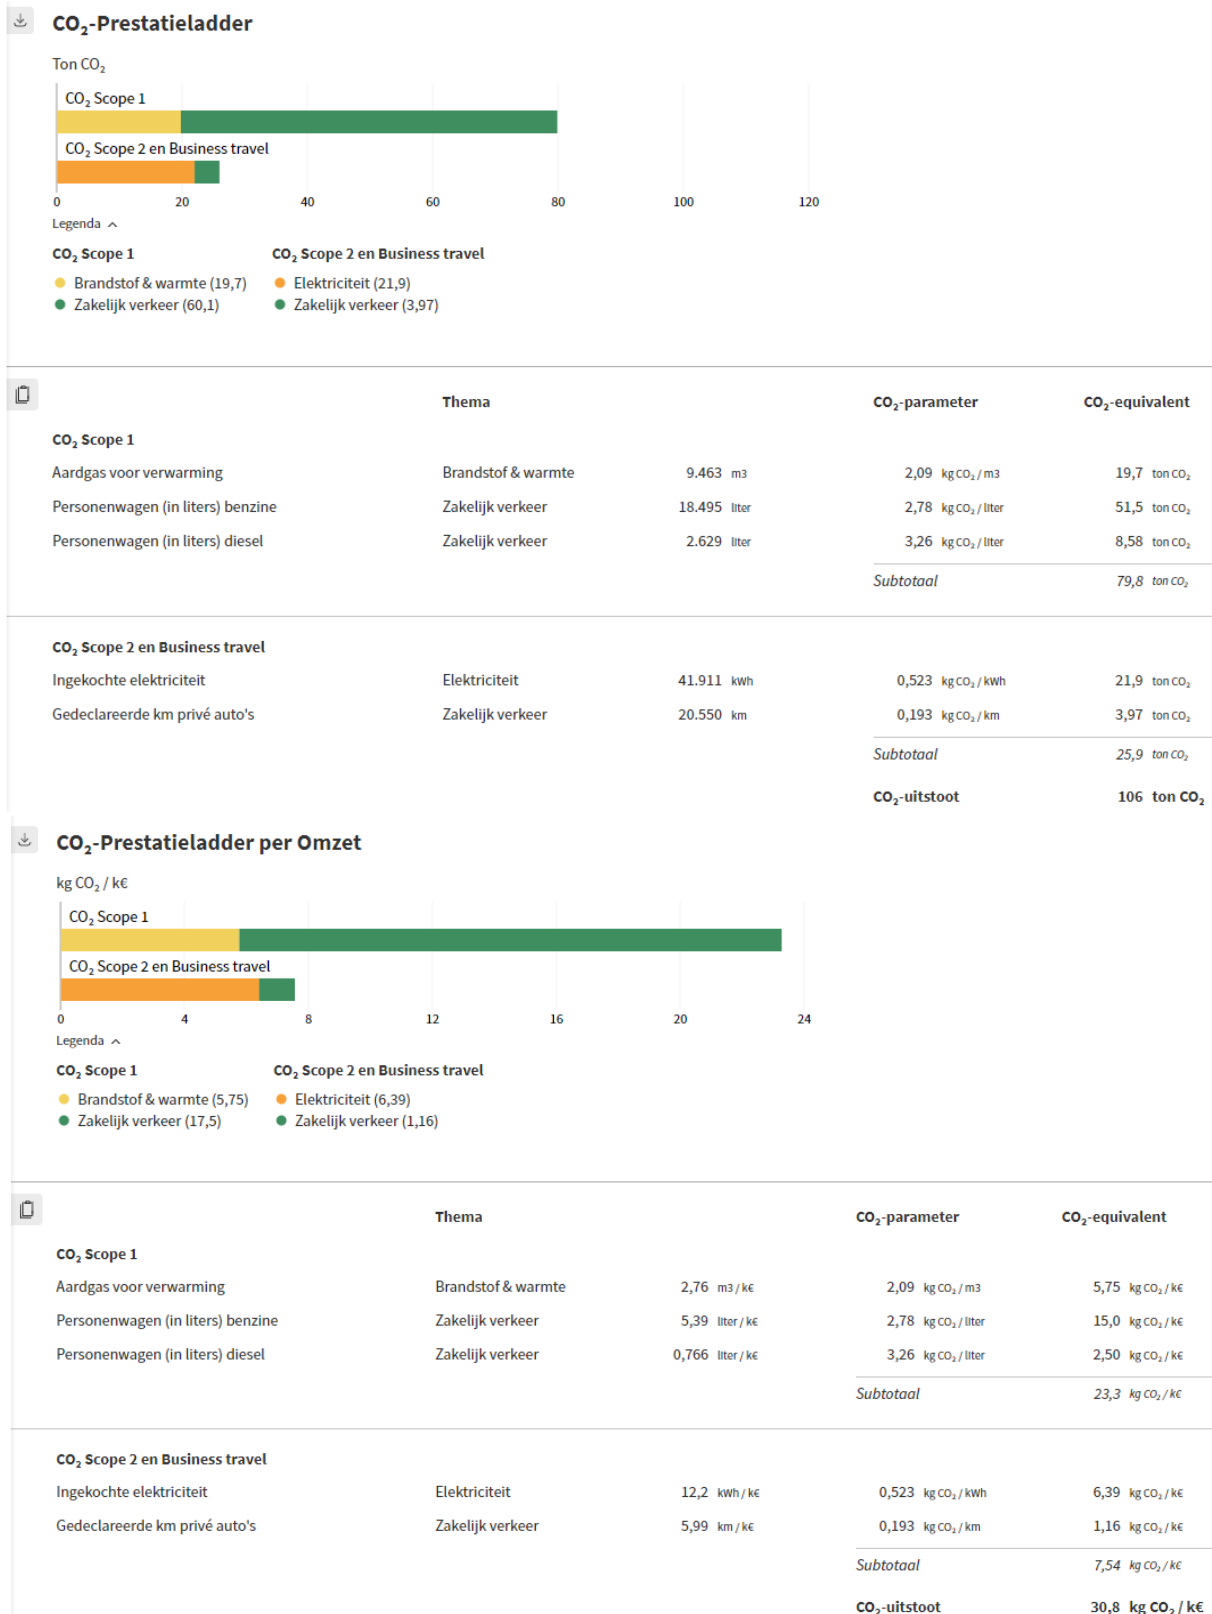 CO₂-Prestatieladder
Ton CO₂
CO₂ Scope 1
CO₂ Scope 2 en Business travel
0 20 40 60 80 100 120
Legenda
CO₂ Scope 1 CO₂ Scope 2 en Business travel
Brandstof & warmte (19,7) Elektriciteit (21,9)
Zakelijk verkeer (60,1) Zakelijk verkeer (3,97)
Thema CO₂-parameter CO₂-equivalent
CO₂ Scope 1
Aardgas voor verwarming Brandstof & warmte 9.463 m3 2,09 kg CO₂ / m3 19,7 ton CO₂
Personenwagen (in liters) benzine Zakelijk verkeer 18.495 liter 2,78 kg CO₂ / liter 51,5 ton CO₂
Personenwagen (in liters) diesel Zakelijk verkeer 2.629 liter 3,26 kg CO₂ / liter 8,58 ton CO₂
Subtotaal 79,8 ton CO₂
CO₂ Scope 2 en Business travel
Ingekochte elektriciteit Elektriciteit 41.911 kWh 0,523 kg CO₂ / kWh 21,9 ton CO₂
Gedeclareerde km privé auto's Zakelijk verkeer 20.550 km 0,193 kg CO₂ / km 3,97 ton CO₂
Subtotaal 25,9 ton CO₂
CO₂-uitstoot 106 ton CO₂
CO₂-Prestatieladder per Omzet
kg CO₂ / k€
CO₂ Scope 1
CO₂ Scope 2 en Business travel
0 4 8 12 16 20 24
Legenda
CO₂ Scope 1 CO₂ Scope 2 en Business travel
Brandstof & warmte (5,75) Elektriciteit (6,39)
Zakelijk verkeer (17,5) Zakelijk verkeer (1,16)
Thema CO₂-parameter CO₂-equivalent
CO₂ Scope 1
Aardgas voor verwarming Brandstof & warmte 2,76 m3 / k€ 2,09 kg CO₂ / m3 5,75 kg CO₂ / k€
Personenwagen (in liters) benzine Zakelijk verkeer 5,39 liter / k€ 2,78 kg CO₂ / liter 15,0 kg CO₂ / k€
Personenwagen (in liters) diesel Zakelijk verkeer 0,766 liter / k€ 3,26 kg CO₂ / liter 2,50 kg CO₂ / k€
Subtotaal 23,3 kg CO₂ / k€
CO₂ Scope 2 en Business travel
Ingekochte elektriciteit Elektriciteit 12,2 kWh / k€ 0,523 kg CO₂ / kWh 6,39 kg CO₂ / k€
Gedeclareerde km privé auto's Zakelijk verkeer 5,99 km / k€ 0,193 kg CO₂ / km 1,16 kg CO₂ / k€
Subtotaal 7,54 kg CO₂ / k€
CO₂-uitstoot 30,8 kg CO₂ / k€